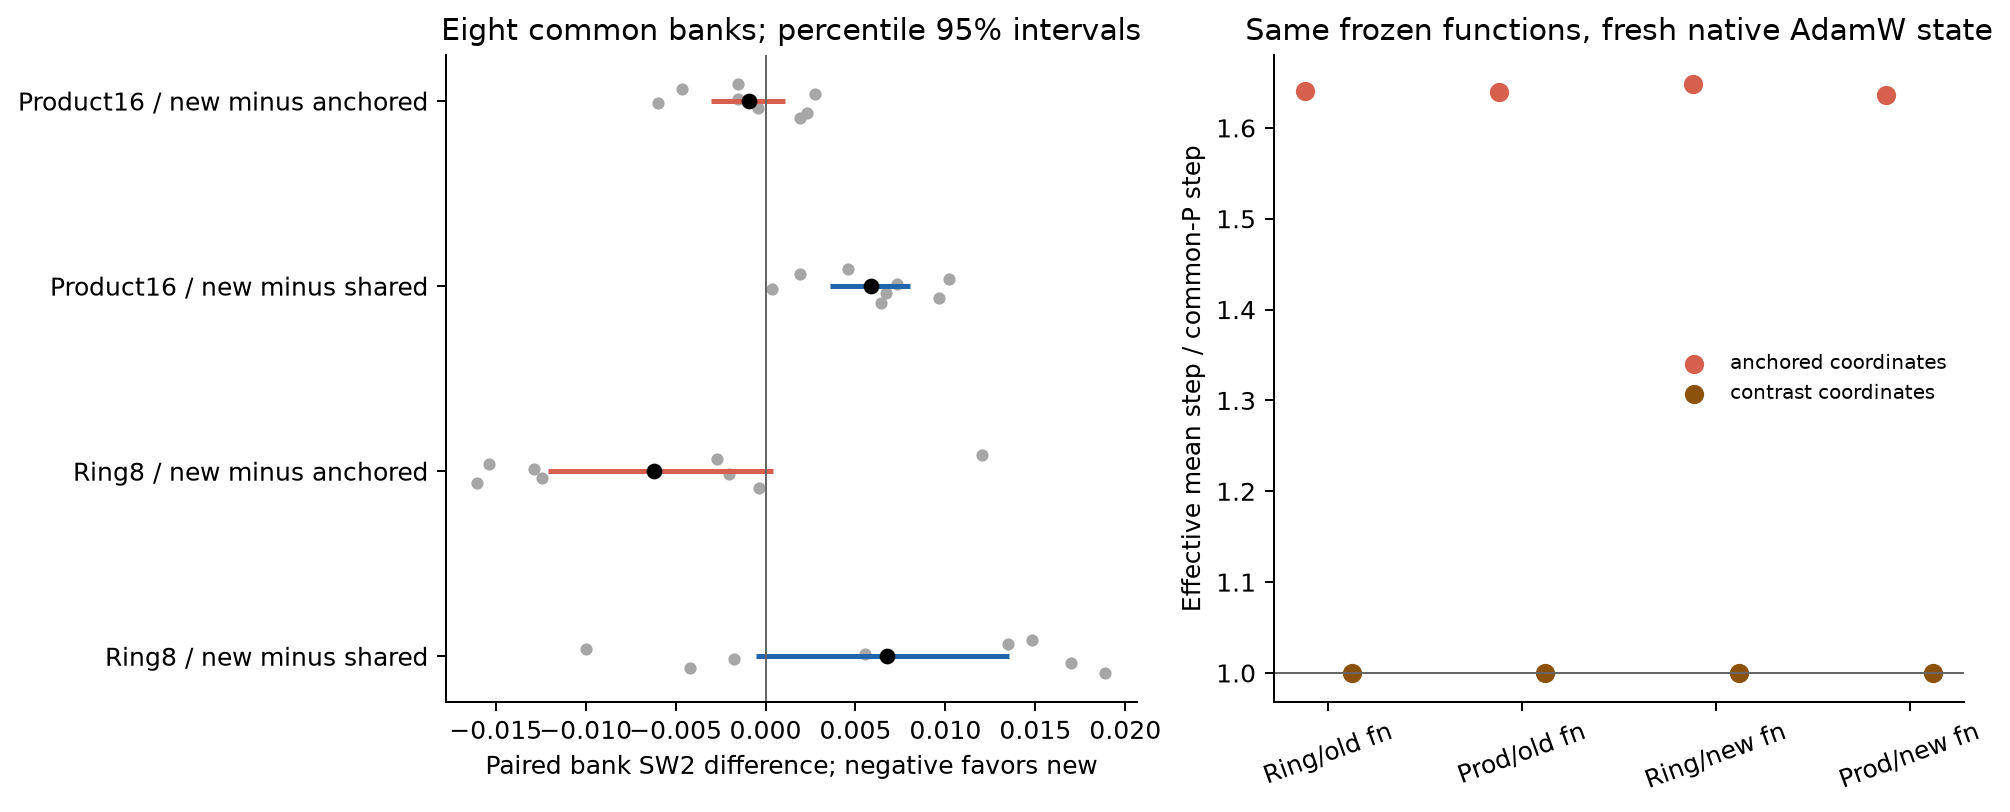 Eight common banks; percentile 95% intervals
Product16 / new minus anchored
Product16 / new minus shared
Ring8 / new minus anchored
Ring8 / new minus shared
−0.015 −0.010 −0.005 0.000 0.005 0.010 0.015 0.020
Paired bank SW2 difference; negative favors new
Same frozen functions, fresh native AdamW state
Effective mean step / common-P step
1.6
1.5
1.4
1.3
1.2
1.1
1.0
anchored coordinates
contrast coordinates
Ring/old fn
Prod/old fn
Ring/new fn
Prod/new fn